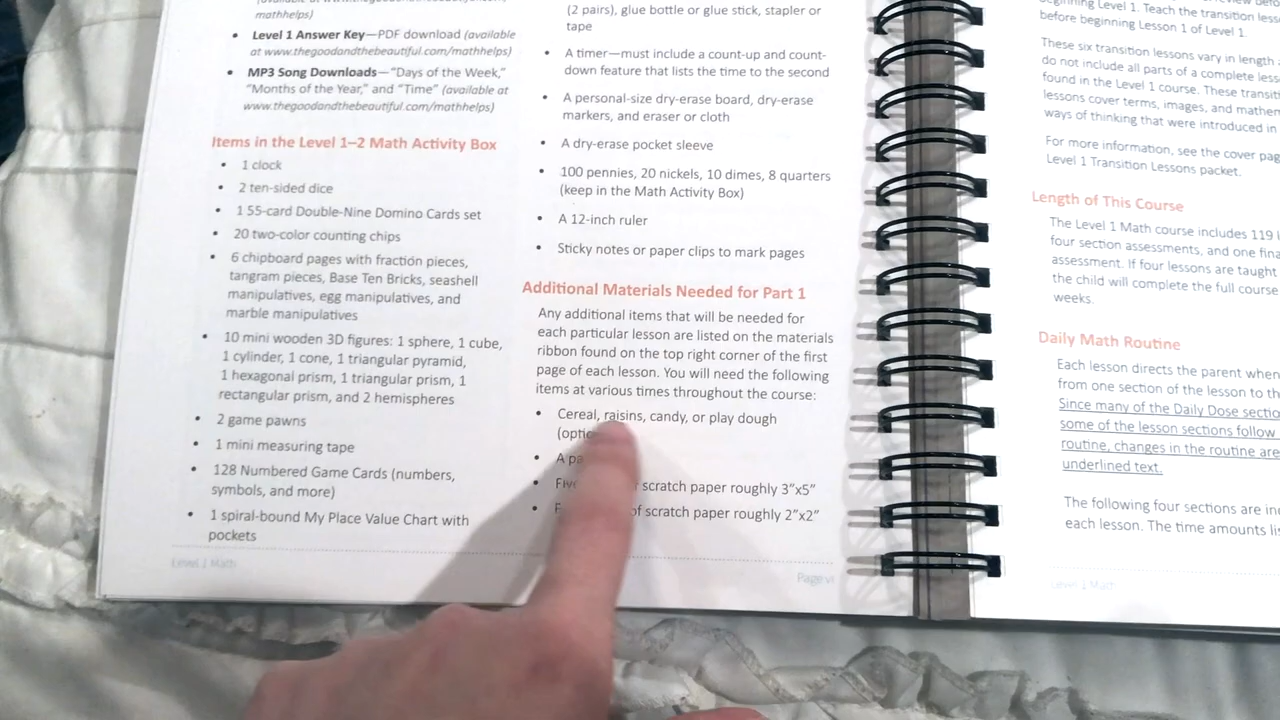 mathhelps)
• Level 1 Answer Key—PDF download (available
at www.thegoodandthebeautiful.com/mathhelps)
• MP3 Song Downloads—“Days of the Week,”
“Months of the Year,” and “Time” (available at
www.thegoodandthebeautiful.com/mathhelps)
Items in the Level 1–2 Math Activity Box
• 1 clock
• 2 ten-sided dice
• 1 55-card Double-Nine Domino Cards set
• 20 two-color counting chips
• 6 chipboard pages with fraction pieces,
tangram pieces, Base Ten Bricks, seashell
manipulatives, egg manipulatives, and
marble manipulatives
• 10 mini wooden 3D figures: 1 sphere, 1 cube,
1 cylinder, 1 cone, 1 triangular pyramid,
1 hexagonal prism, 1 triangular prism, 1
rectangular prism, and 2 hemispheres
• 2 game pawns
• 1 mini measuring tape
• 128 Numbered Game Cards (numbers,
symbols, and more)
• 1 spiral-bound My Place Value Chart with
pockets
Level 1 Math
(2 pairs), glue bottle or glue stick, stapler or
tape
• A timer—must include a count-up and count-
down feature that lists the time to the second
• A personal-size dry-erase board, dry-erase
markers, and eraser or cloth
• A dry-erase pocket sleeve
• 100 pennies, 20 nickels, 10 dimes, 8 quarters
(keep in the Math Activity Box)
• A 12-inch ruler
• Sticky notes or paper clips to mark pages
Additional Materials Needed for Part 1
Any additional items that will be needed for
each particular lesson are listed on the materials
ribbon found on the top right corner of the first
page of each lesson. You will need the following
items at various times throughout the course:
• Cereal, raisins, candy, or play dough
• A
• scratch paper roughly 3”x5”
• of scratch paper roughly 2”x2”
Page vi
beginning Level 1. Teach the transition
before beginning Lesson 1 of Level 1.
These six transition lessons vary in length
do not include all parts of a complete
found in the Level 1 course. These
lessons cover terms, images, and
ways of thinking that were introduced in
For more information, see the cover
Level 1 Transition Lessons packet.
Length of This Course
The Level 1 Math course includes 119
four section assessments, and one
assessment. If four lessons are taught
the child will complete the full course
weeks.
Daily Math Routine
Each lesson directs the parent when
from one section of the lesson to
Since many of the Daily Dose
some of the lesson sections follow
routine, changes in the routine are
underlined text.
The following four sections are
each lesson. The time amounts
Level 1 Math